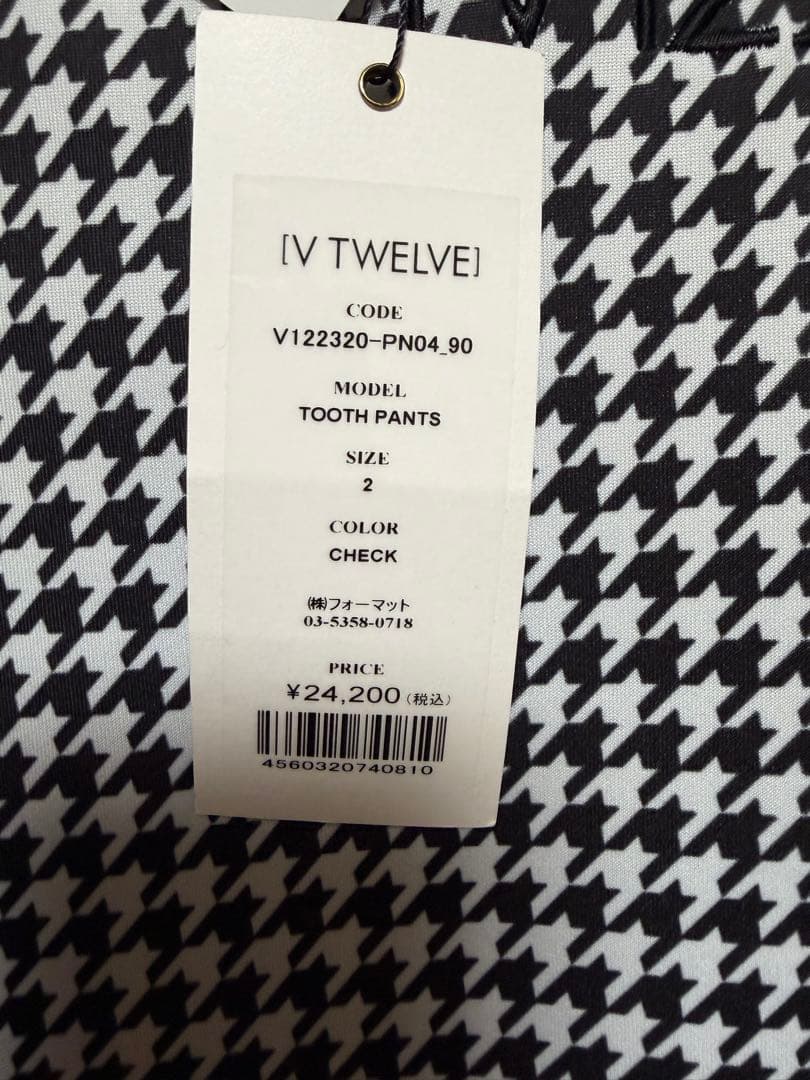 [V TWELVE]
CODE
V122320-PN04_90
MODEL
TOOTH PANTS
SIZE
2
COLOR
CHECK
㈱フォーマット
03-5358-0718
PRICE
¥24,200(税込)
4560320740810